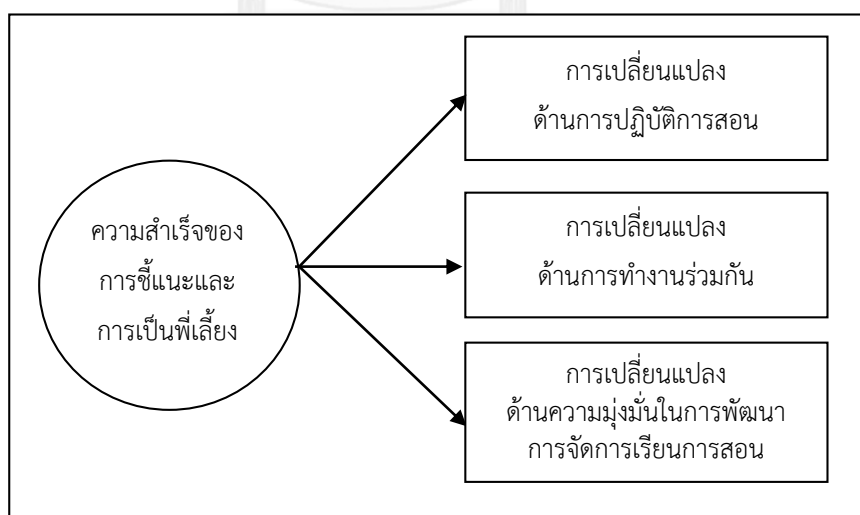 การเปลี่ยนแปลง
ด้านการปฏิบัติการสอน
ความสำเร็จของ
การชี้แนะและ
การเป็นพี่เลี้ยง
การเปลี่ยนแปลง
ด้านการทำงานร่วมกัน
การเปลี่ยนแปลง
ด้านความมุ่งมั่นในการพัฒนา
การจัดการเรียนการสอน